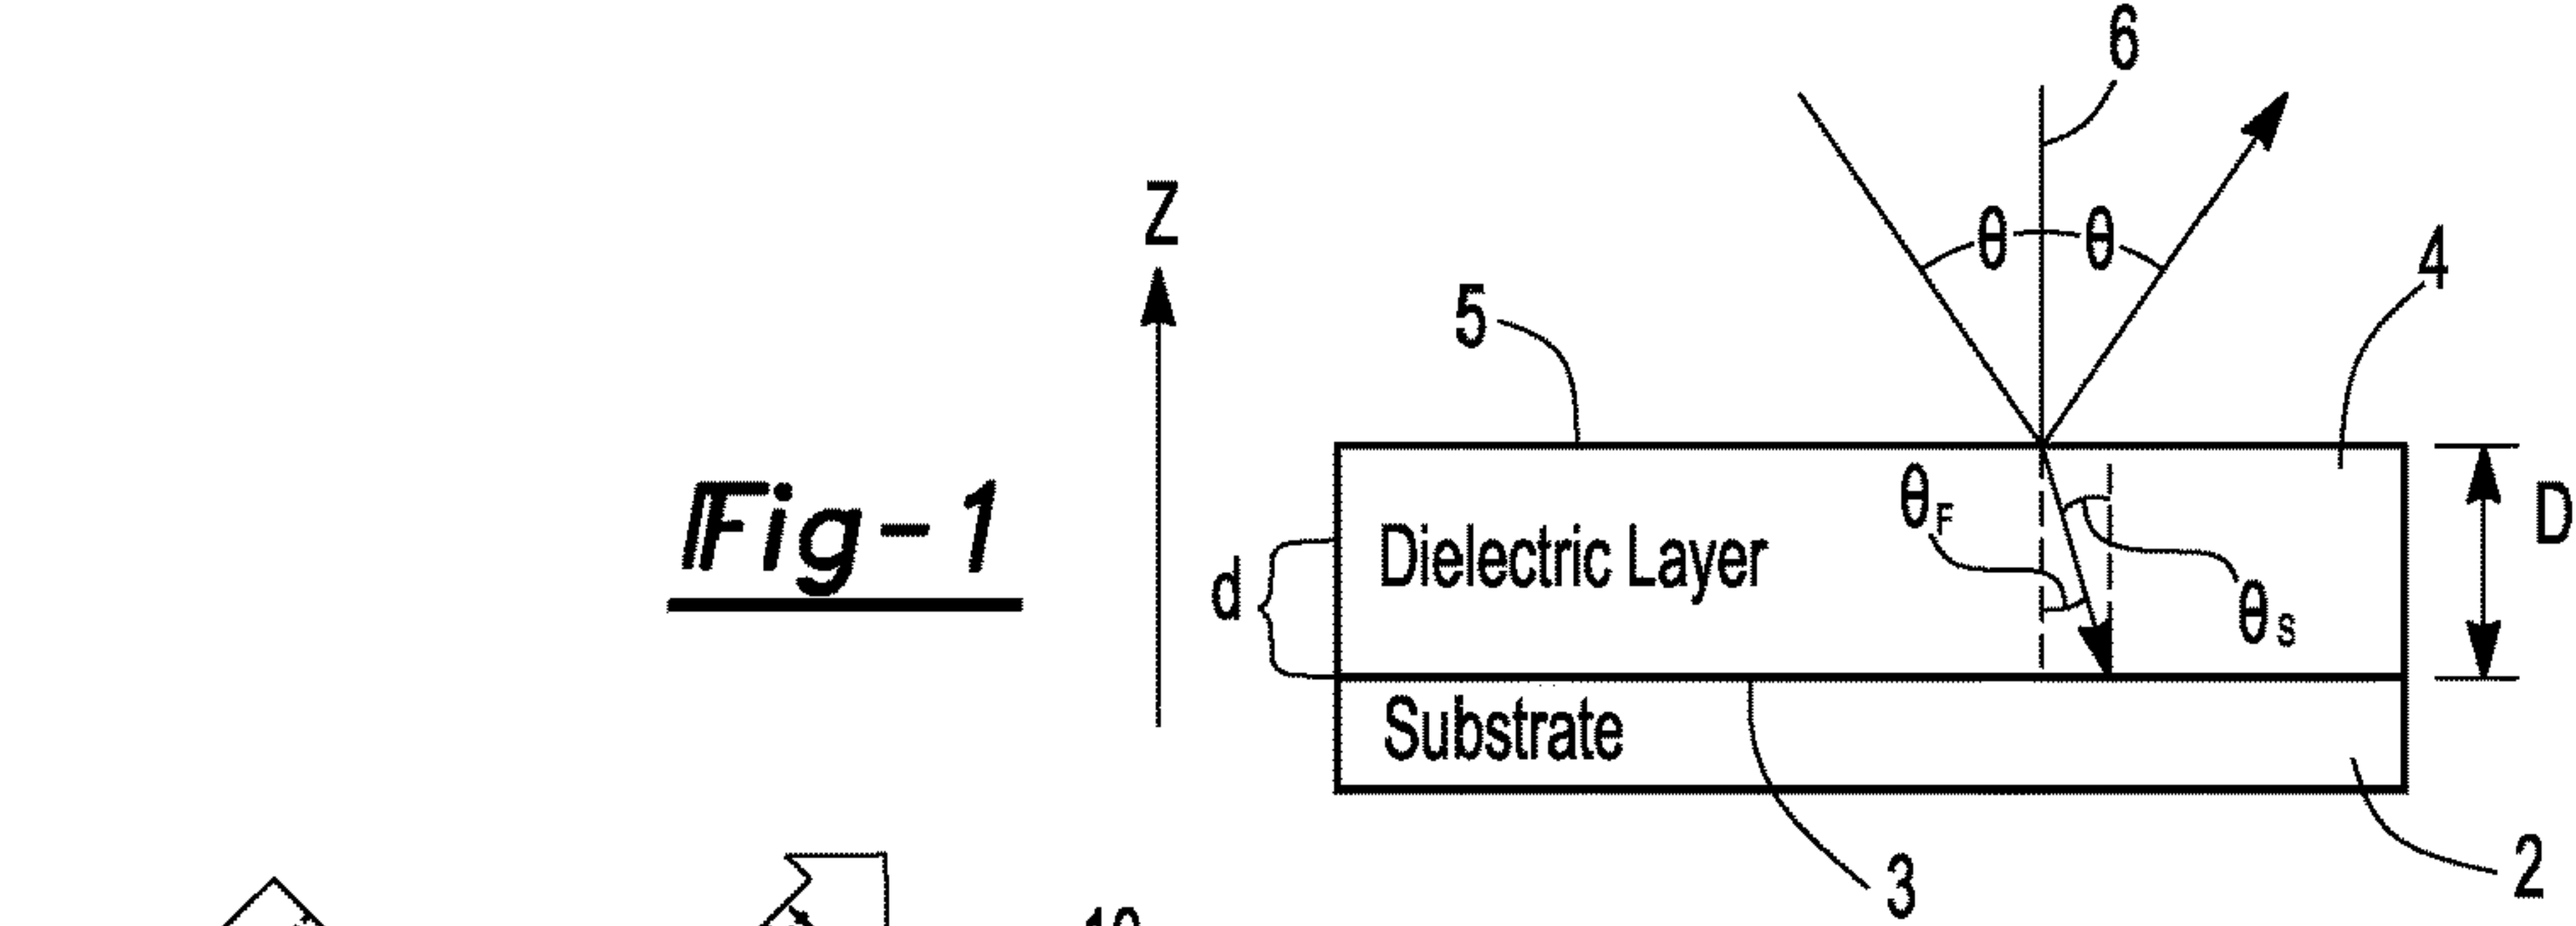 6
Z
θ θ
4
5
Fig-1
θF
D
Dielectric Layer
d
θS
Substrate
3
2